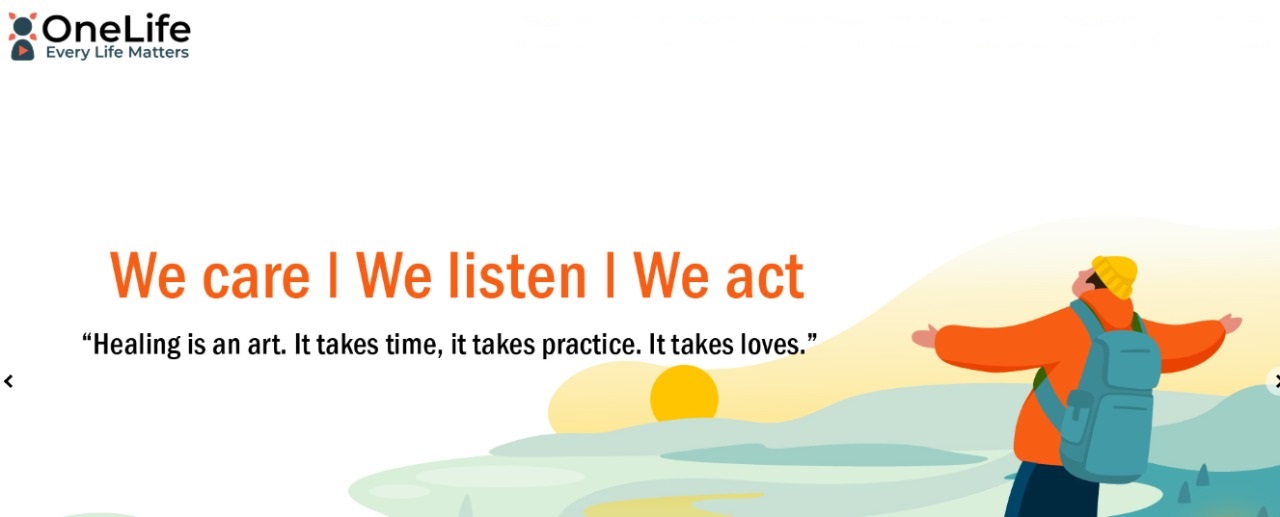 OneLife
Every Life Matters
We care | We listen | We act
“Healing is an art. It takes time, it takes practice. It takes loves.”